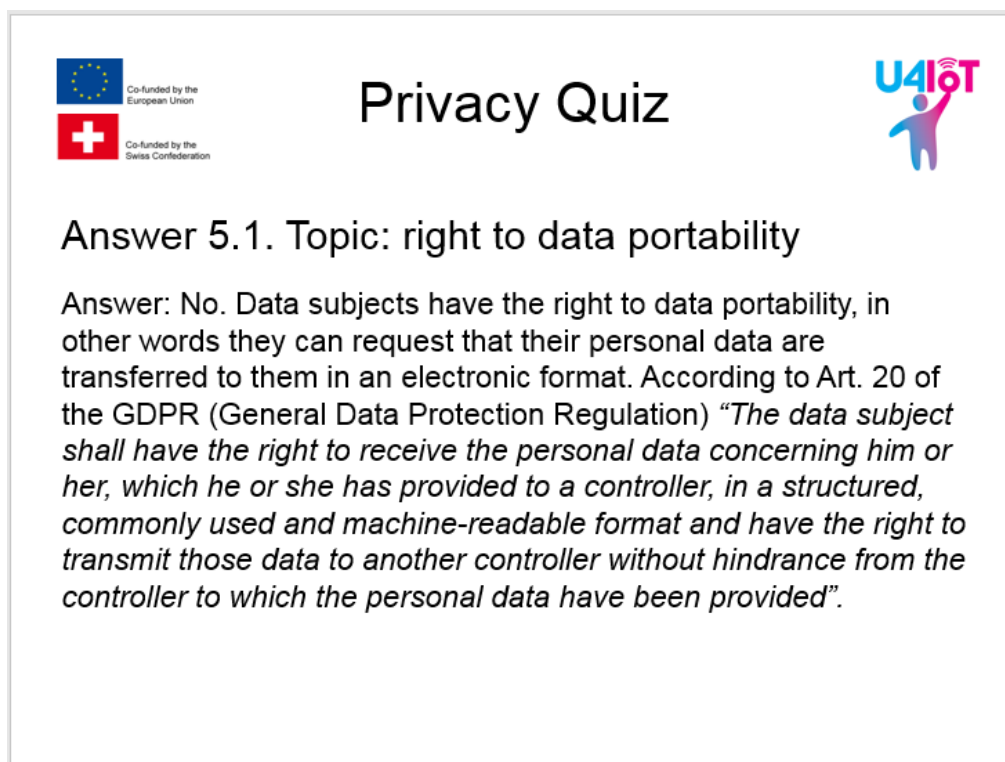 Co-funded by the
European Union
Co-funded by the
Swiss Confederation
Privacy Quiz
U4IoT
Answer 5.1. Topic: right to data portability
Answer: No. Data subjects have the right to data portability, in
other words they can request that their personal data are
transferred to them in an electronic format. According to Art. 20 of
the GDPR (General Data Protection Regulation) “The data subject
shall have the right to receive the personal data concerning him or
her, which he or she has provided to a controller, in a structured,
commonly used and machine-readable format and have the right to
transmit those data to another controller without hindrance from the
controller to which the personal data have been provided”.